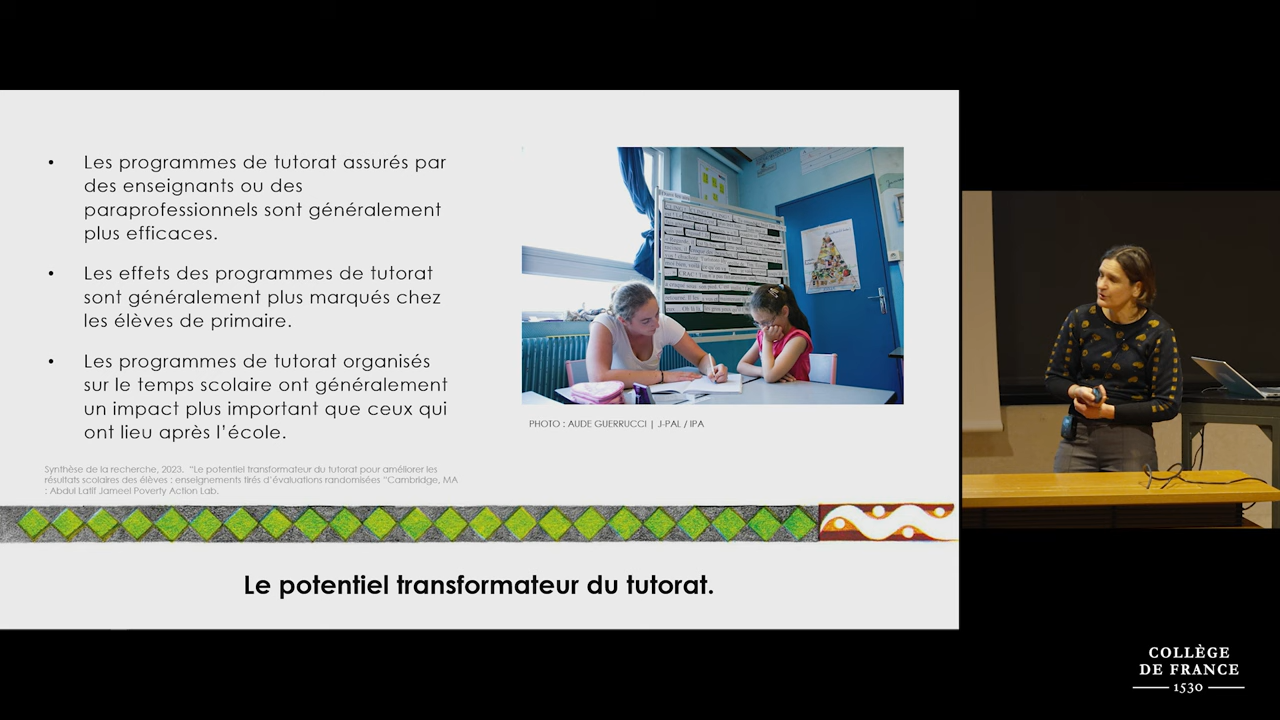 • Les programmes de tutorat assurés par
des enseignants ou des
paraprofessionnels sont généralement
plus efficaces.
• Les effets des programmes de tutorat
sont généralement plus marqués chez
les élèves de primaire.
• Les programmes de tutorat organisés
sur le temps scolaire ont généralement
un impact plus important que ceux qui
ont lieu après l’école.
Synthèse de la recherche, 2023. “Le potentiel transformateur du tutorat pour améliorer les
résultats scolaires des élèves : enseignements tirés d’évaluations randomisées “Cambridge, MA
: Abdul Latif Jameel Poverty Action Lab.
PHOTO : AUDE GUERRUCCI | J-PAL / IPA
Le potentiel transformateur du tutorat.
COLLÈGE
DE FRANCE
1530